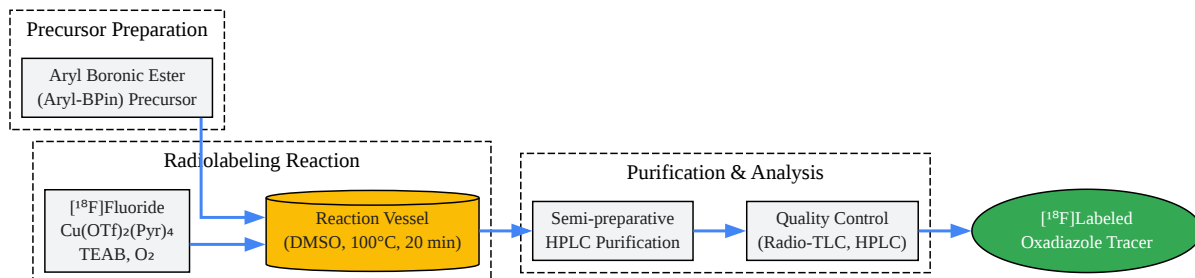 Precursor Preparation
Aryl Boronic Ester
(Aryl-BPin) Precursor
Radiolabeling Reaction
[¹⁸F]Fluoride
Cu(OTf)₂(Pyr)₄
TEAB, O₂
Reaction Vessel
(DMSO, 100°C, 20 min)
Purification & Analysis
Semi-preparative
HPLC Purification
Quality Control
(Radio-TLC, HPLC)
[¹⁸F]Labeled
Oxadiazole Tracer